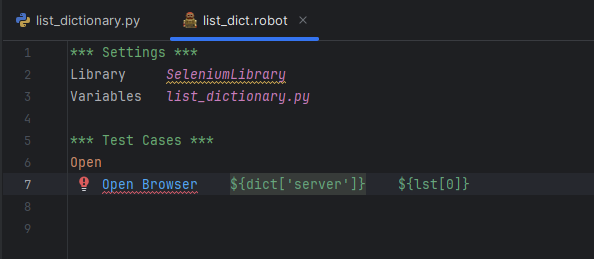 list_dictionary.py list_dict.robot
1 *** Settings ***
2 Library SeleniumLibrary
3 Variables list_dictionary.py
4
5 *** Test Cases ***
6 Open
7 Open Browser ${dict['server']} ${lst[0]}
8
9